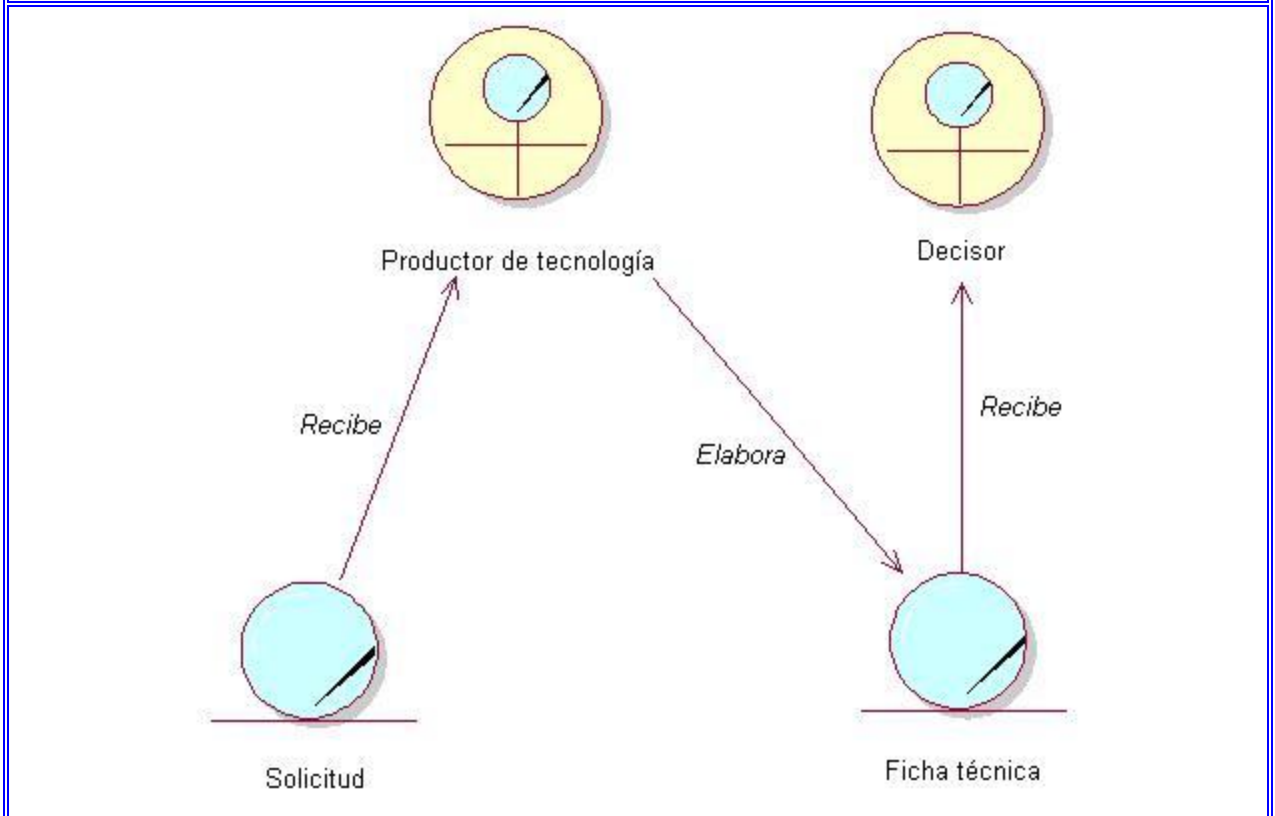 Productor de tecnología
Decisor
Recibe
Elabora
Recibe
Solicitud
Ficha técnica